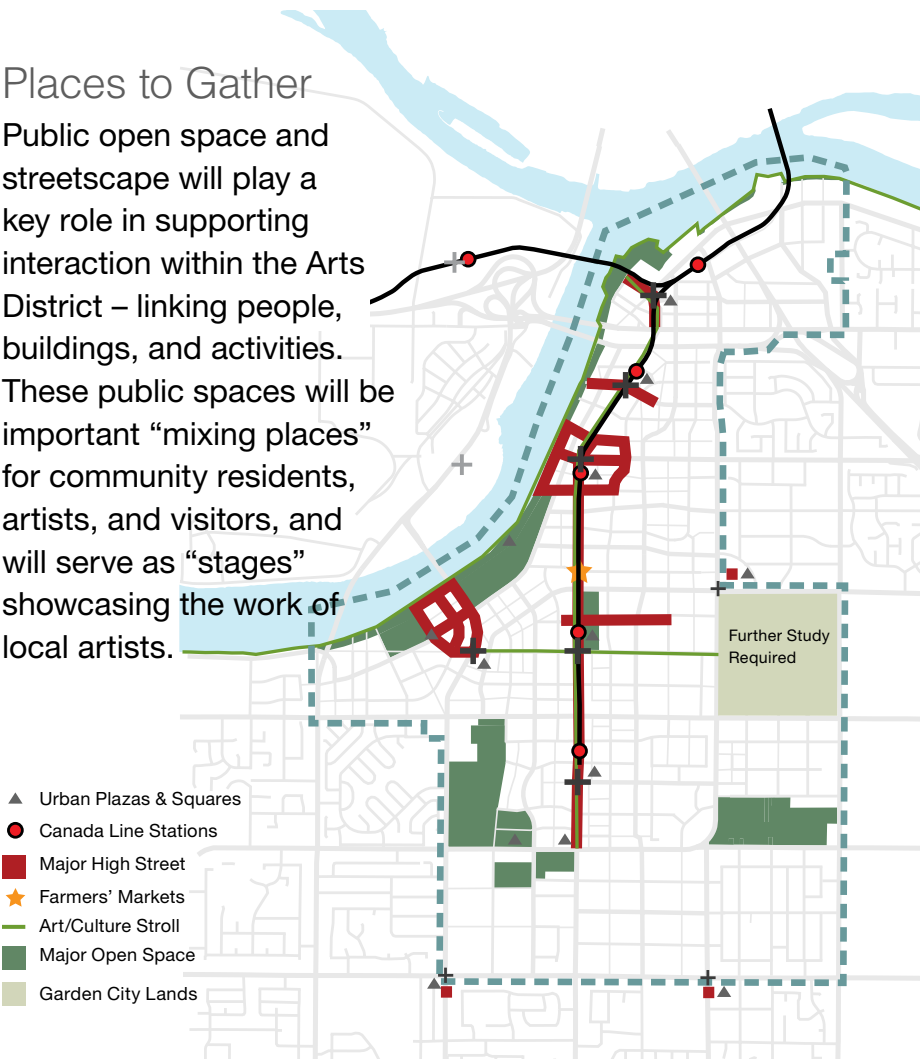 Places to Gather
Public open space and
streetscape will play a
key role in supporting
interaction within the Arts
District – linking people,
buildings, and activities.
These public spaces will be
important “mixing places”
for community residents,
artists, and visitors, and
will serve as “stages”
showcasing the work of
local artists.
Further Study
Required
Urban Plazas & Squares
Canada Line Stations
Major High Street
Farmers’ Markets
Art/Culture Stroll
Major Open Space
Garden City Lands